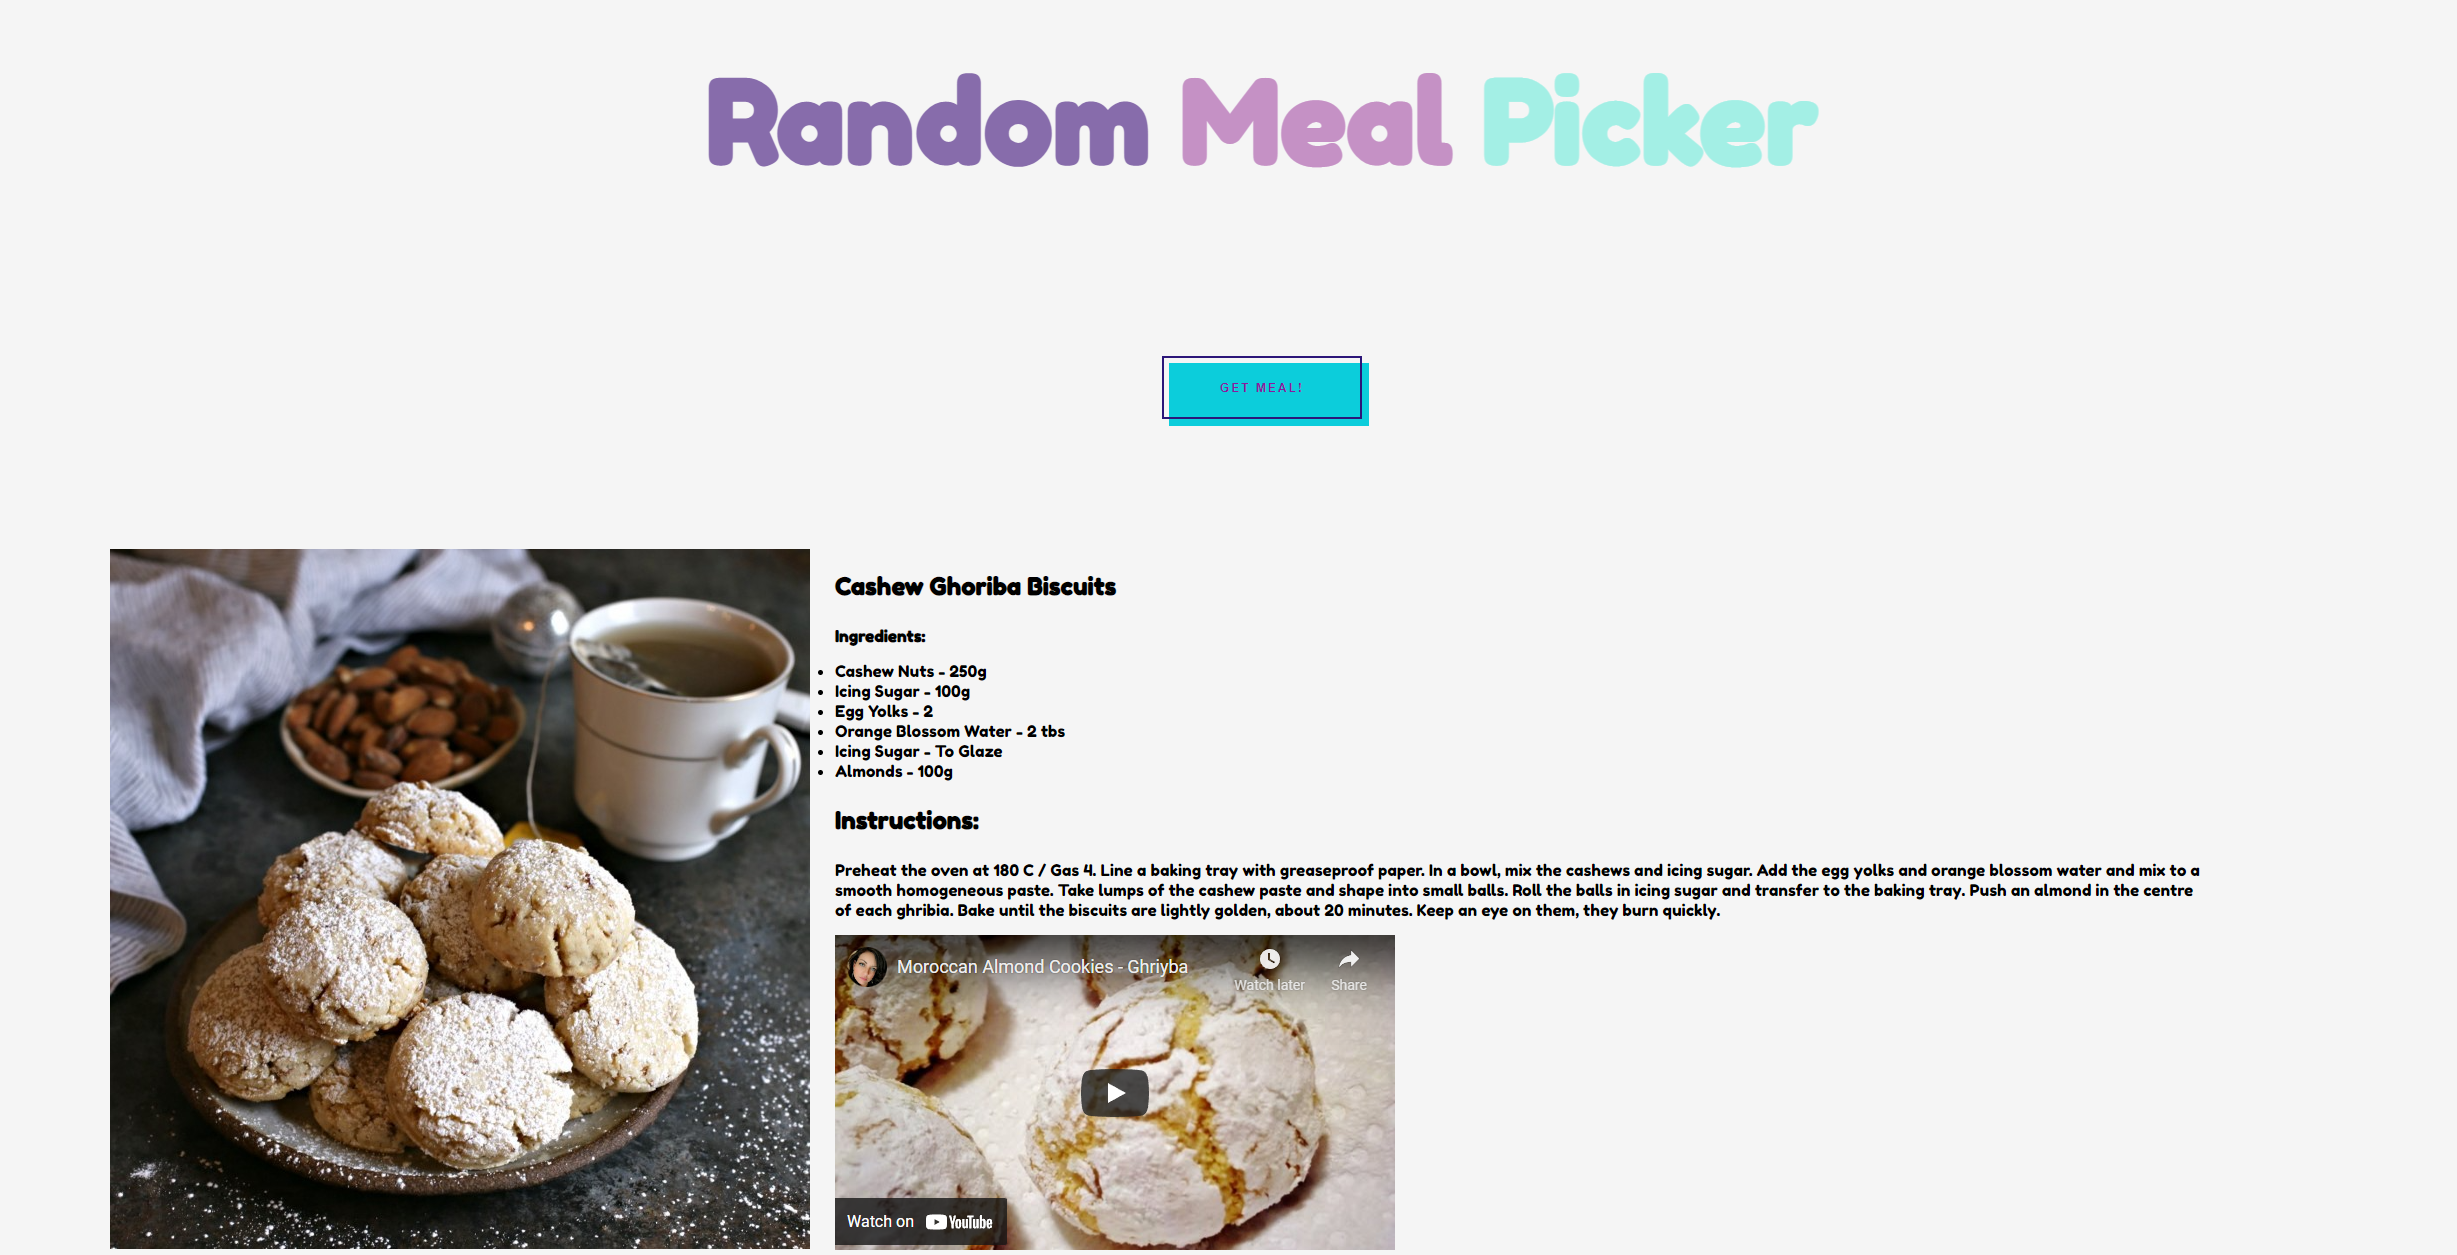 Random Meal Picker
GET MEAL!
Cashew Ghoriba Biscuits
Ingredients:
Cashew Nuts - 250g
Icing Sugar - 100g
Egg Yolks - 2
Orange Blossom Water - 2 tbs
Icing Sugar - To Glaze
Almonds - 100g
Instructions:
Preheat the oven at 180 C / Gas 4. Line a baking tray with greaseproof paper. In a bowl, mix the cashews and icing sugar. Add the egg yolks and orange blossom water and mix to a
smooth homogeneous paste. Take lumps of the cashew paste and shape into small balls. Roll the balls in icing sugar and transfer to the baking tray. Push an almond in the centre
of each ghribia. Bake until the biscuits are lightly golden, about 20 minutes. Keep an eye on them, they burn quickly.
Moroccan Almond Cookies - Ghriyba
Watch later
Share
Watch on YouTube